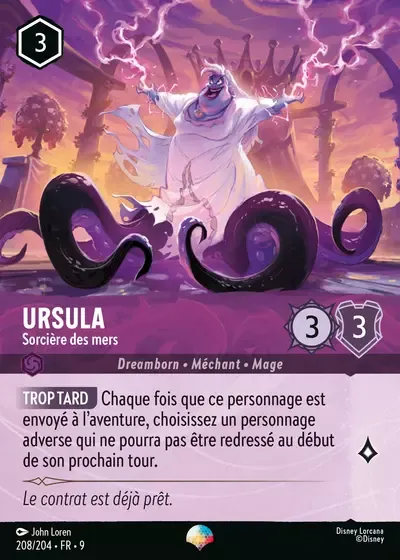 3
URSULA
Sorcière des mers
3 3
Dreamborn • Méchant • Mage
TROP TARD Chaque fois que ce personnage est
envoyé à l'aventure, choisissez un personnage
adverse qui ne pourra pas être redressé au début
de son prochain tour.
Le contrat est déjà prêt.
John Loren
208/204 • FR • 9
Disney Lorcana
©Disney